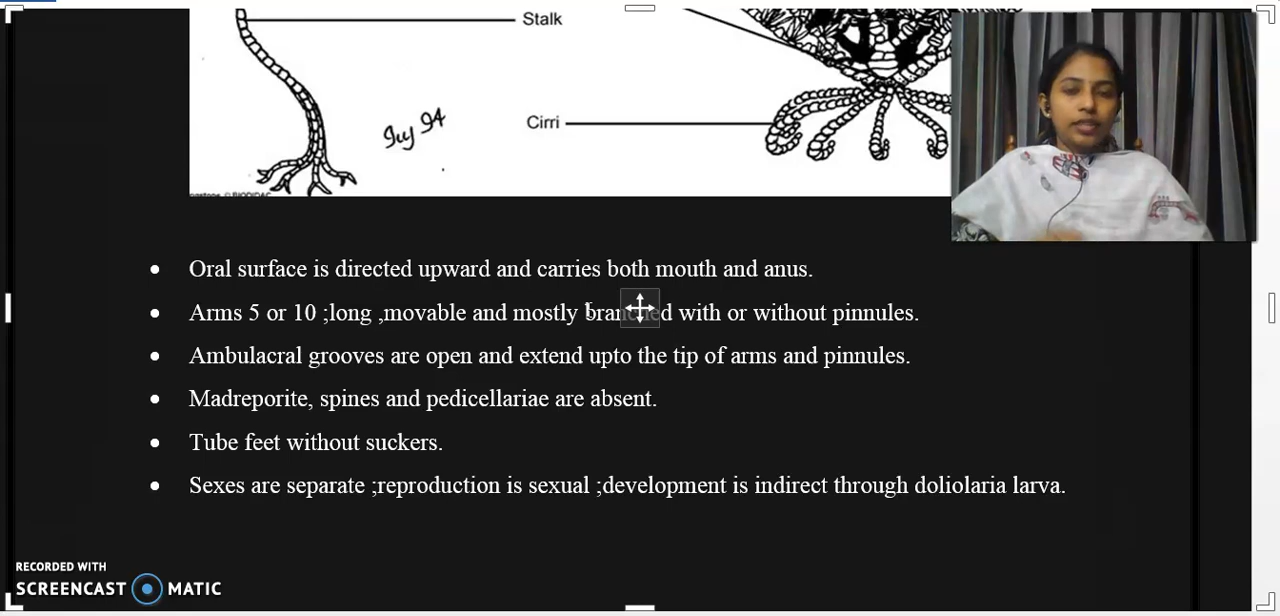 Stalk
Cirri
Oral surface is directed upward and carries both mouth and anus.
Arms 5 or 10 ;long ,movable and mostly branched with or without pinnules.
Ambulacral grooves are open and extend upto the tip of arms and pinnules.
Madreporite, spines and pedicellariae are absent.
Tube feet without suckers.
Sexes are separate ;reproduction is sexual ;development is indirect through doliolaria larva.
RECORDED WITH
SCREENCAST MATIC